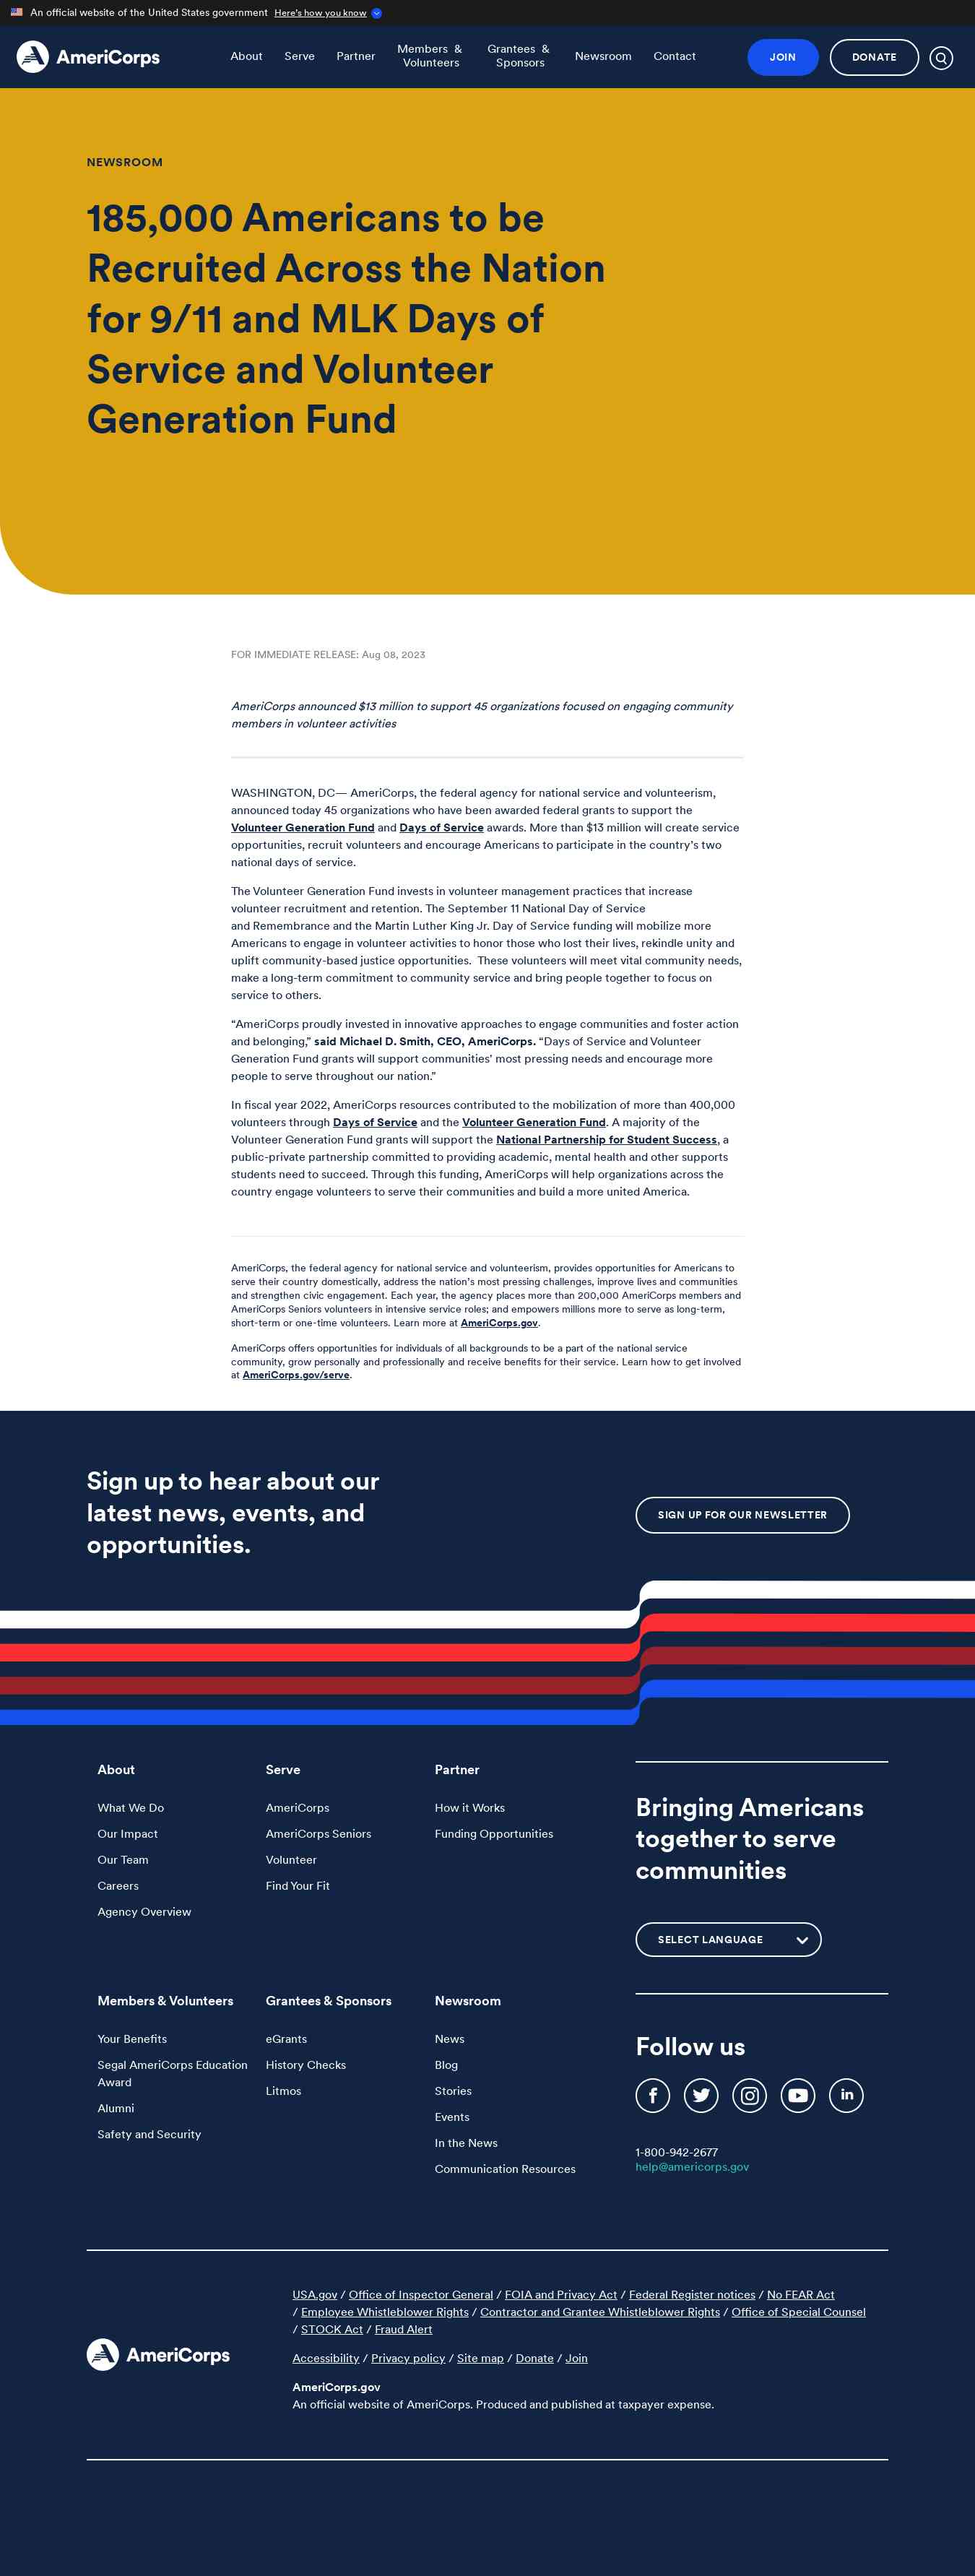 An official website of the United States government Here's how you know
AmeriCorps
About
Serve
Partner
Members &
Volunteers
Grantees &
Sponsors
Newsroom
Contact
JOIN
DONATE
NEWSROOM
185,000 Americans to be
Recruited Across the Nation
for 9/11 and MLK Days of
Service and Volunteer
Generation Fund
FOR IMMEDIATE RELEASE: Aug 08, 2023
AmeriCorps announced $13 million to support 45 organizations focused on engaging community
members in volunteer activities
WASHINGTON, DC— AmeriCorps, the federal agency for national service and volunteerism,
announced today 45 organizations who have been awarded federal grants to support the
Volunteer Generation Fund and Days of Service awards. More than $13 million will create service
opportunities, recruit volunteers and encourage Americans to participate in the country's two
national days of service.
The Volunteer Generation Fund invests in volunteer management practices that increase
volunteer recruitment and retention. The September 11 National Day of Service
and Remembrance and the Martin Luther King Jr. Day of Service funding will mobilize more
Americans to engage in volunteer activities to honor those who lost their lives, rekindle unity and
uplift community-based justice opportunities.  These volunteers will meet vital community needs,
make a long-term commitment to community service and bring people together to focus on
service to others.
“AmeriCorps proudly invested in innovative approaches to engage communities and foster action
and belonging,” said Michael D. Smith, CEO, AmeriCorps. “Days of Service and Volunteer
Generation Fund grants will support communities’ most pressing needs and encourage more
people to serve throughout our nation.”
In fiscal year 2022, AmeriCorps resources contributed to the mobilization of more than 400,000
volunteers through Days of Service and the Volunteer Generation Fund. A majority of the
Volunteer Generation Fund grants will support the National Partnership for Student Success, a
public-private partnership committed to providing academic, mental health and other supports
students need to succeed. Through this funding, AmeriCorps will help organizations across the
country engage volunteers to serve their communities and build a more united America.
AmeriCorps, the federal agency for national service and volunteerism, provides opportunities for Americans to
serve their country domestically, address the nation's most pressing challenges, improve lives and communities
and strengthen civic engagement. Each year, the agency places more than 200,000 AmeriCorps members and
AmeriCorps Seniors volunteers in intensive service roles; and empowers millions more to serve as long-term,
short-term or one-time volunteers. Learn more at AmeriCorps.gov.
AmeriCorps offers opportunities for individuals of all backgrounds to be a part of the national service
community, grow personally and professionally and receive benefits for their service. Learn how to get involved
at AmeriCorps.gov/serve.
Sign up to hear about our
latest news, events, and
opportunities.
SIGN UP FOR OUR NEWSLETTER
About
What We Do
Our Impact
Our Team
Careers
Agency Overview
Serve
AmeriCorps
AmeriCorps Seniors
Volunteer
Find Your Fit
Partner
How it Works
Funding Opportunities
Bringing Americans
together to serve
communities
SELECT LANGUAGE
Members & Volunteers
Your Benefits
Segal AmeriCorps Education
Award
Alumni
Safety and Security
Grantees & Sponsors
eGrants
History Checks
Litmos
Newsroom
News
Blog
Stories
Events
In the News
Communication Resources
Follow us
1-800-942-2677
help@americorps.gov
AmeriCorps
USA.gov / Office of Inspector General / FOIA and Privacy Act / Federal Register notices / No FEAR Act
/ Employee Whistleblower Rights / Contractor and Grantee Whistleblower Rights / Office of Special Counsel
/ STOCK Act / Fraud Alert
Accessibility / Privacy policy / Site map / Donate / Join
AmeriCorps.gov
An official website of AmeriCorps. Produced and published at taxpayer expense.